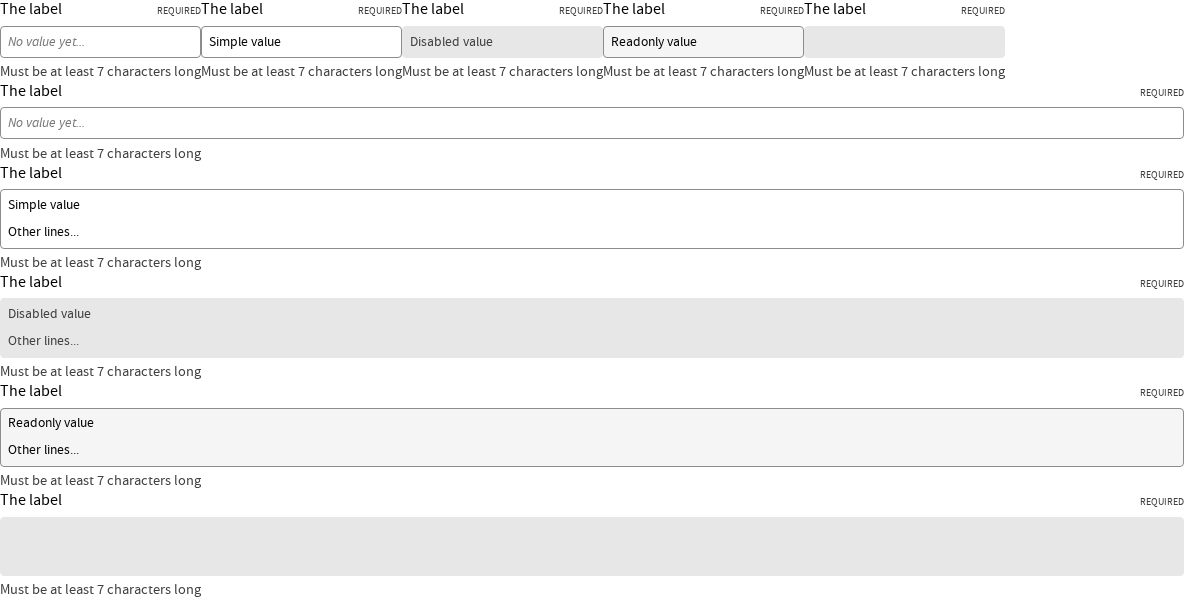 The label REQUIRED The label REQUIRED The label REQUIRED The label REQUIRED The label REQUIRED
No value yet... Simple value Disabled value Readonly value
Must be at least 7 characters long Must be at least 7 characters long Must be at least 7 characters long Must be at least 7 characters long Must be at least 7 characters long
The label REQUIRED
No value yet...
Must be at least 7 characters long
The label REQUIRED
Simple value
Other lines...
Must be at least 7 characters long
The label REQUIRED
Disabled value
Other lines...
Must be at least 7 characters long
The label REQUIRED
Readonly value
Other lines...
Must be at least 7 characters long
The label REQUIRED
Must be at least 7 characters long